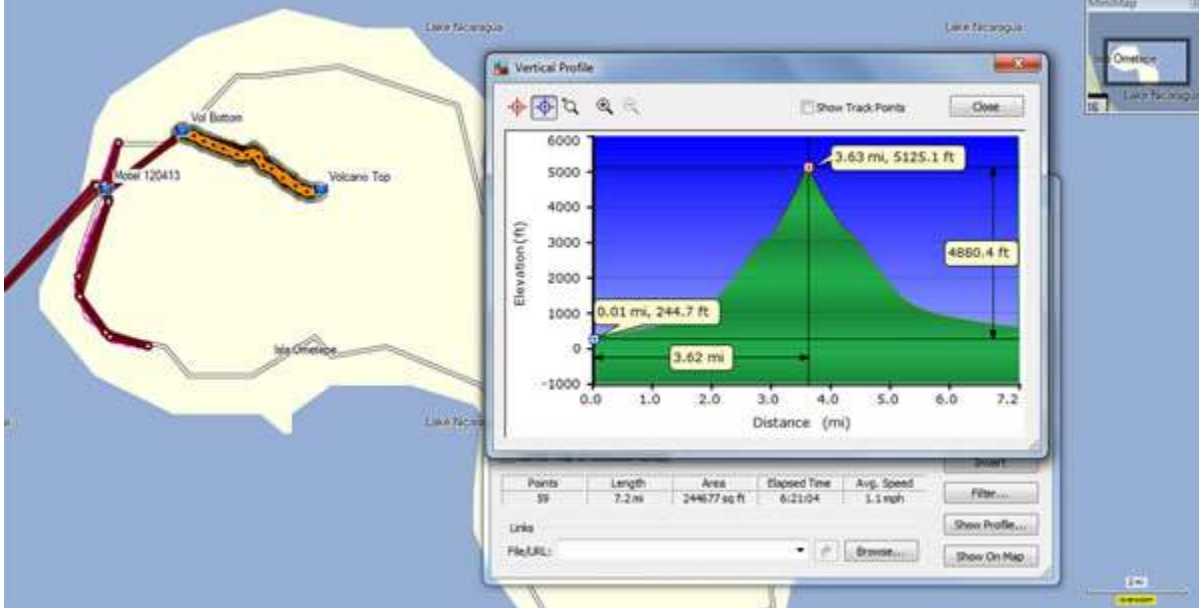 Lake Nicaragua
Lake Nicaragua
Vol Bottom
Volcano Top
Motel 120413
Isla Ometepe
Vertical Profile
Show Track Points
Close
Elevation (ft)
6000
5000
4000
3000
2000
1000
0
-1000
3.63 mi, 5125.1 ft
4880.4 ft
0.01 mi, 244.7 ft
3.62 mi
0.0 1.0 2.0 3.0 4.0 5.0 6.0 7.2
Distance (mi)
Invert
Points Length Area Elapsed Time Avg. Speed
59 7.2 mi 244677 sq ft 6:21:04 1.1 mph
Filter...
Links
Show Profile...
File/URL:
Browse...
Show On Map
Ometepe
Lake Nicaragua
2 mi